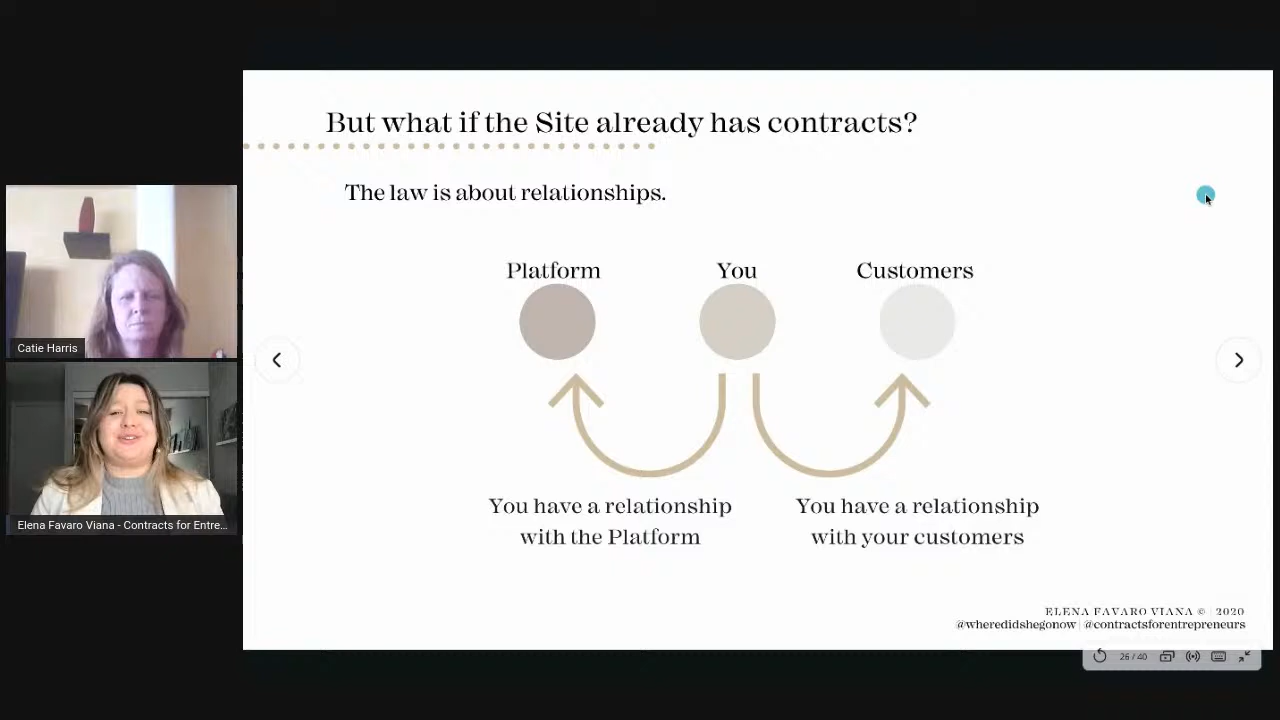 But what if the Site already has contracts?
The law is about relationships.
Platform
You
Customers
You have a relationship
with the Platform
You have a relationship
with your customers
ELENA FAVARO VIANA © | 2020
@wheredidshegonow | @contractsforentrepreneurs
26 / 40
Catie Harris
Elena Favaro Viana - Contracts for Entre...